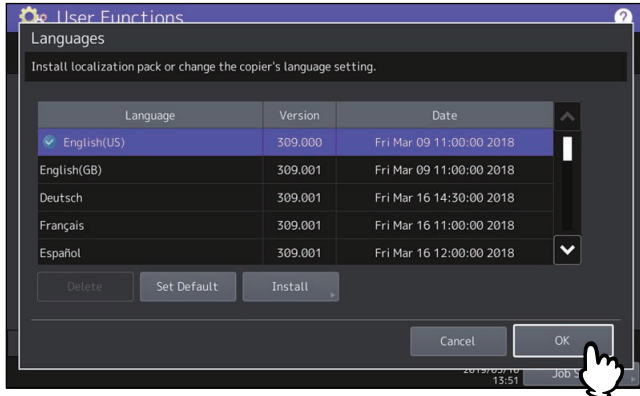 User Functions ?
Languages
Install localization pack or change the copier's language setting.
Language Version Date
English(US) 309.000 Fri Mar 09 11:00:00 2018
English(GB) 309.001 Fri Mar 09 11:00:00 2018
Deutsch 309.001 Fri Mar 16 14:30:00 2018
Français 309.001 Fri Mar 16 11:00:00 2018
Español 309.001 Fri Mar 16 12:00:00 2018
Delete Set Default Install
Cancel OK
13:51 Job